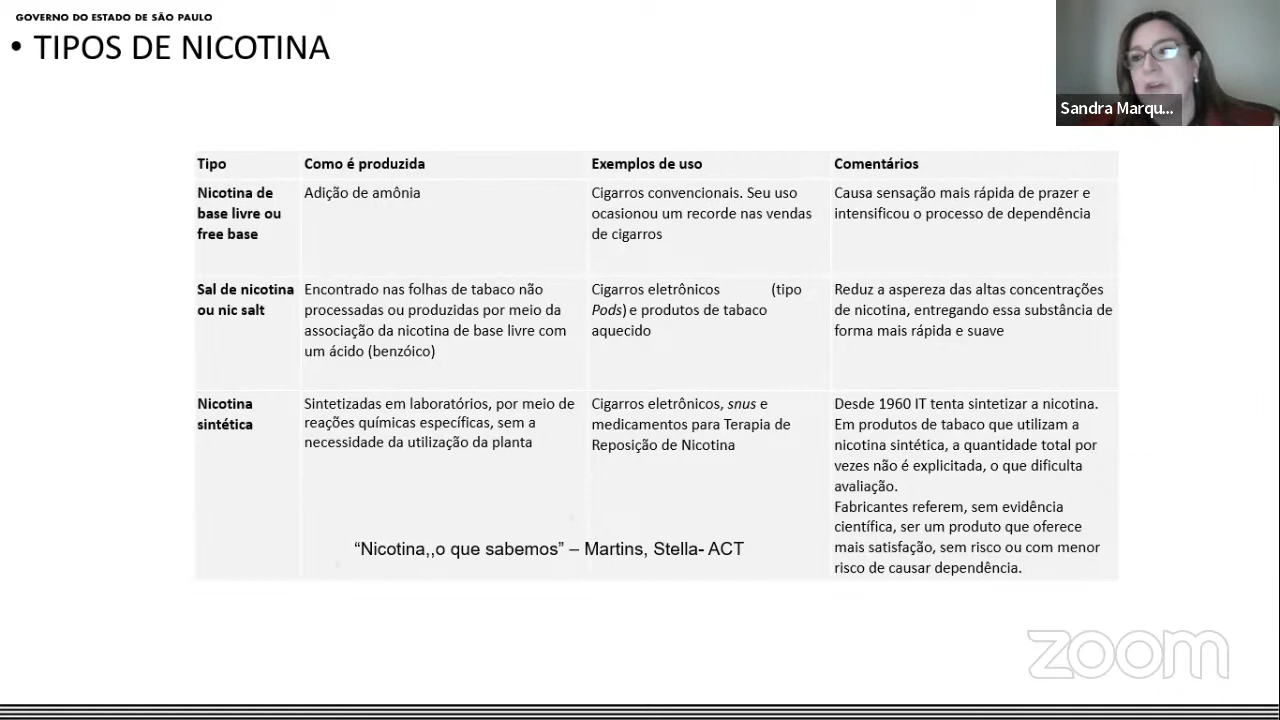 GOVERNO DO ESTADO DE SÃO PAULO
• TIPOS DE NICOTINA
Sandra Marqu...
Tipo
Como é produzida
Exemplos de uso
Comentários
Nicotina de
base livre ou
free base
Adição de amônia
Cigarros convencionais. Seu uso
ocasionou um recorde nas vendas
de cigarros
Causa sensação mais rápida de prazer e
intensificou o processo de dependência
Sal de nicotina
ou nic salt
Encontrado nas folhas de tabaco não
processadas ou produzidas por meio da
associação da nicotina de base livre com
um ácido (benzóico)
Cigarros eletrônicos (tipo
Pods) e produtos de tabaco
aquecido
Reduz a aspereza das altas concentrações
de nicotina, entregando essa substância de
forma mais rápida e suave
Nicotina
sintética
Sintetizadas em laboratórios, por meio de
reações químicas específicas, sem a
necessidade da utilização da planta
Cigarros eletrônicos, snus e
medicamentos para Terapia de
Reposição de Nicotina
Desde 1960 IT tenta sintetizar a nicotina.
Em produtos de tabaco que utilizam a
nicotina sintética, a quantidade total por
vezes não é explicitada, o que dificulta
avaliação.
Fabricantes referem, sem evidência
científica, ser um produto que oferece
mais satisfação, sem risco ou com menor
risco de causar dependência.
“Nicotina,,o que sabemos” – Martins, Stella- ACT
zoom